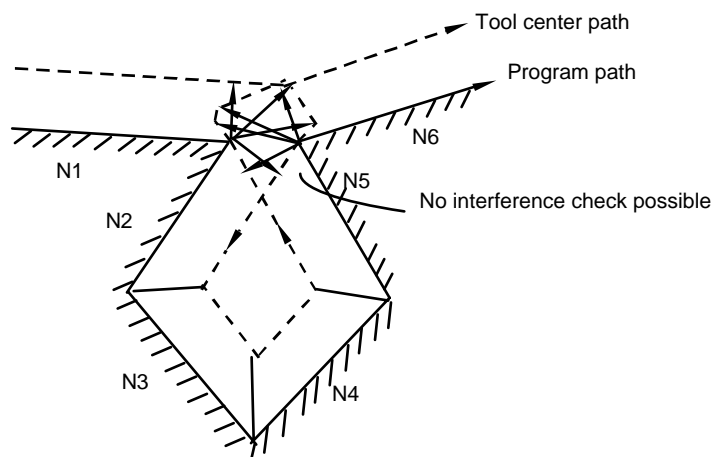 Tool center path
Program path
N6
N1
N5
No interference check possible
N2
N3
N4